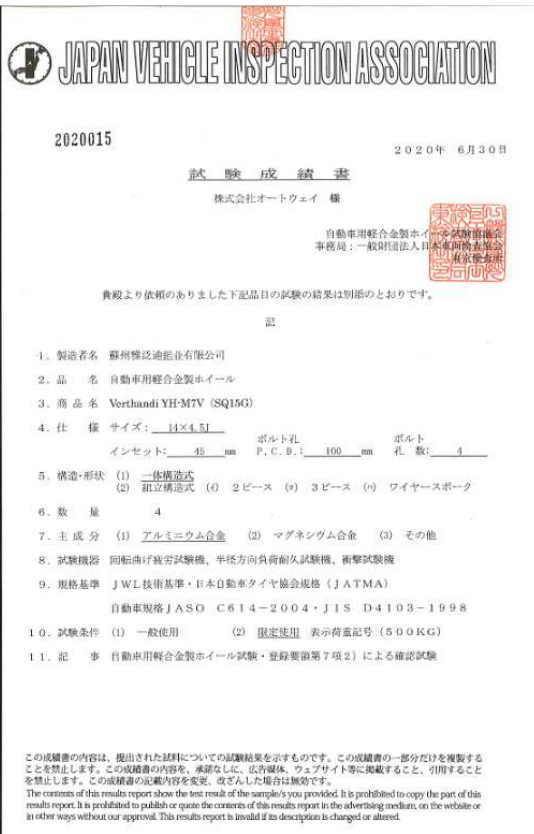 JAPAN VEHICLE INSPECTION ASSOCIATION
2020015
2020年 6月30日
試験成績書
株式会社オートウェイ 様
自動車用軽合金製ホイール試験協議会
事務局:一般財団法人日本車両検査協会
東京検査所
貴殿より依頼のありました下記品目の試験の結果は別添のとおりです。
記
1. 製造者名 蘇州雅泛迪鋁业有限公司
2. 品 名 自動車用軽合金製ホイール
3. 商品名 Verthandi YH-M7V (SQ15G)
4. 仕 様 サイズ: 14×4.5J
ボルト孔 ボルト
インセット: 45 mm P.C.D.: 100 mm 孔 数: 4
5. 構造・形状 (1) 一体構造式
(2) 組立構造式 (イ) 2ピース (ロ) 3ピース (ハ) ワイヤースポーク
6. 数 量 4
7. 主成分 (1) アルミニウム合金 (2) マグネシウム合金 (3) その他
8. 試験機器 回転曲げ疲労試験機、半径方向負荷耐久試験機、衝撃試験機
9. 規格基準 JWL技術基準・日本自動車タイヤ協会規格(JATMA)
自動車規格JASO C614-2004・JIS D4103-1998
10. 試験条件 (1) 一般使用 (2) 限定使用 表示荷重記号(500KG)
11. 記 事 自動車用軽合金製ホイール試験・登録要領第7項2)による確認試験
この成績書の内容は、提出された試料についての試験結果を示すものです。この成績書の一部分だけを複製する
ことを禁止します。この成績書の内容を、承諾なしに、広告媒体、ウェブサイト等に掲載すること、引用すること
を禁止します。この成績書の記載内容を変更、改ざんした場合は無効です。
The contents of this results report show the test result of the sample/s you provided. It is prohibited to copy the part of this
results report. It is prohibited to publish or quote the contents of this results report in the advertising medium, on the website or
in other ways without our approval. This results report is invalid if its description is changed or altered.